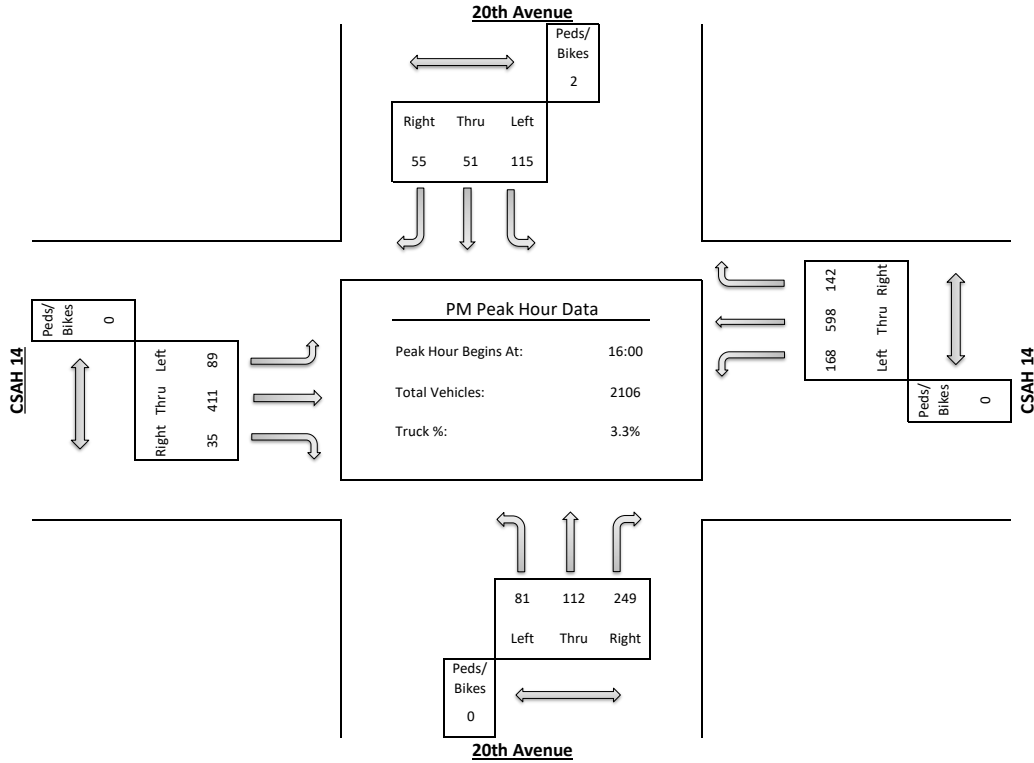 20th Avenue
Peds/
Bikes
2
Right Thru Left
55 51 115
Peds/
Bikes
0
CSAH 14
Left 89
Thru 411
Right 35
PM Peak Hour Data
Peak Hour Begins At: 16:00
Total Vehicles: 2106
Truck %: 3.3%
142 Right
598 Thru
168 Left
CSAH 14
Peds/
Bikes
0
81 112 249
Left Thru Right
Peds/
Bikes
0
20th Avenue